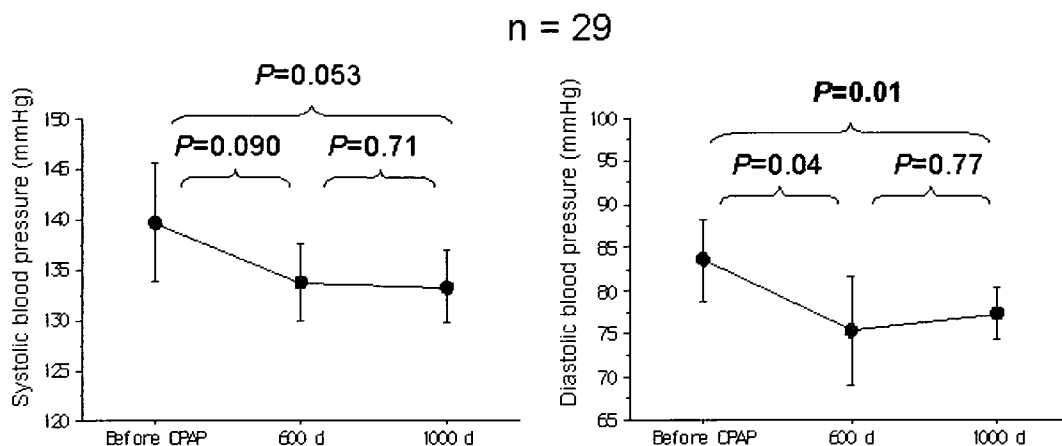 n = 29
P=0.053
P=0.090
P=0.71
Systolic blood pressure (mmHg)
150
145
140
135
130
125
120
Before CPAP
600 d
1000 d
P=0.01
P=0.04
P=0.77
Diastolic blood pressure (mmHg)
100
95
90
85
80
75
70
65
Before CPAP
600 d
1000 d